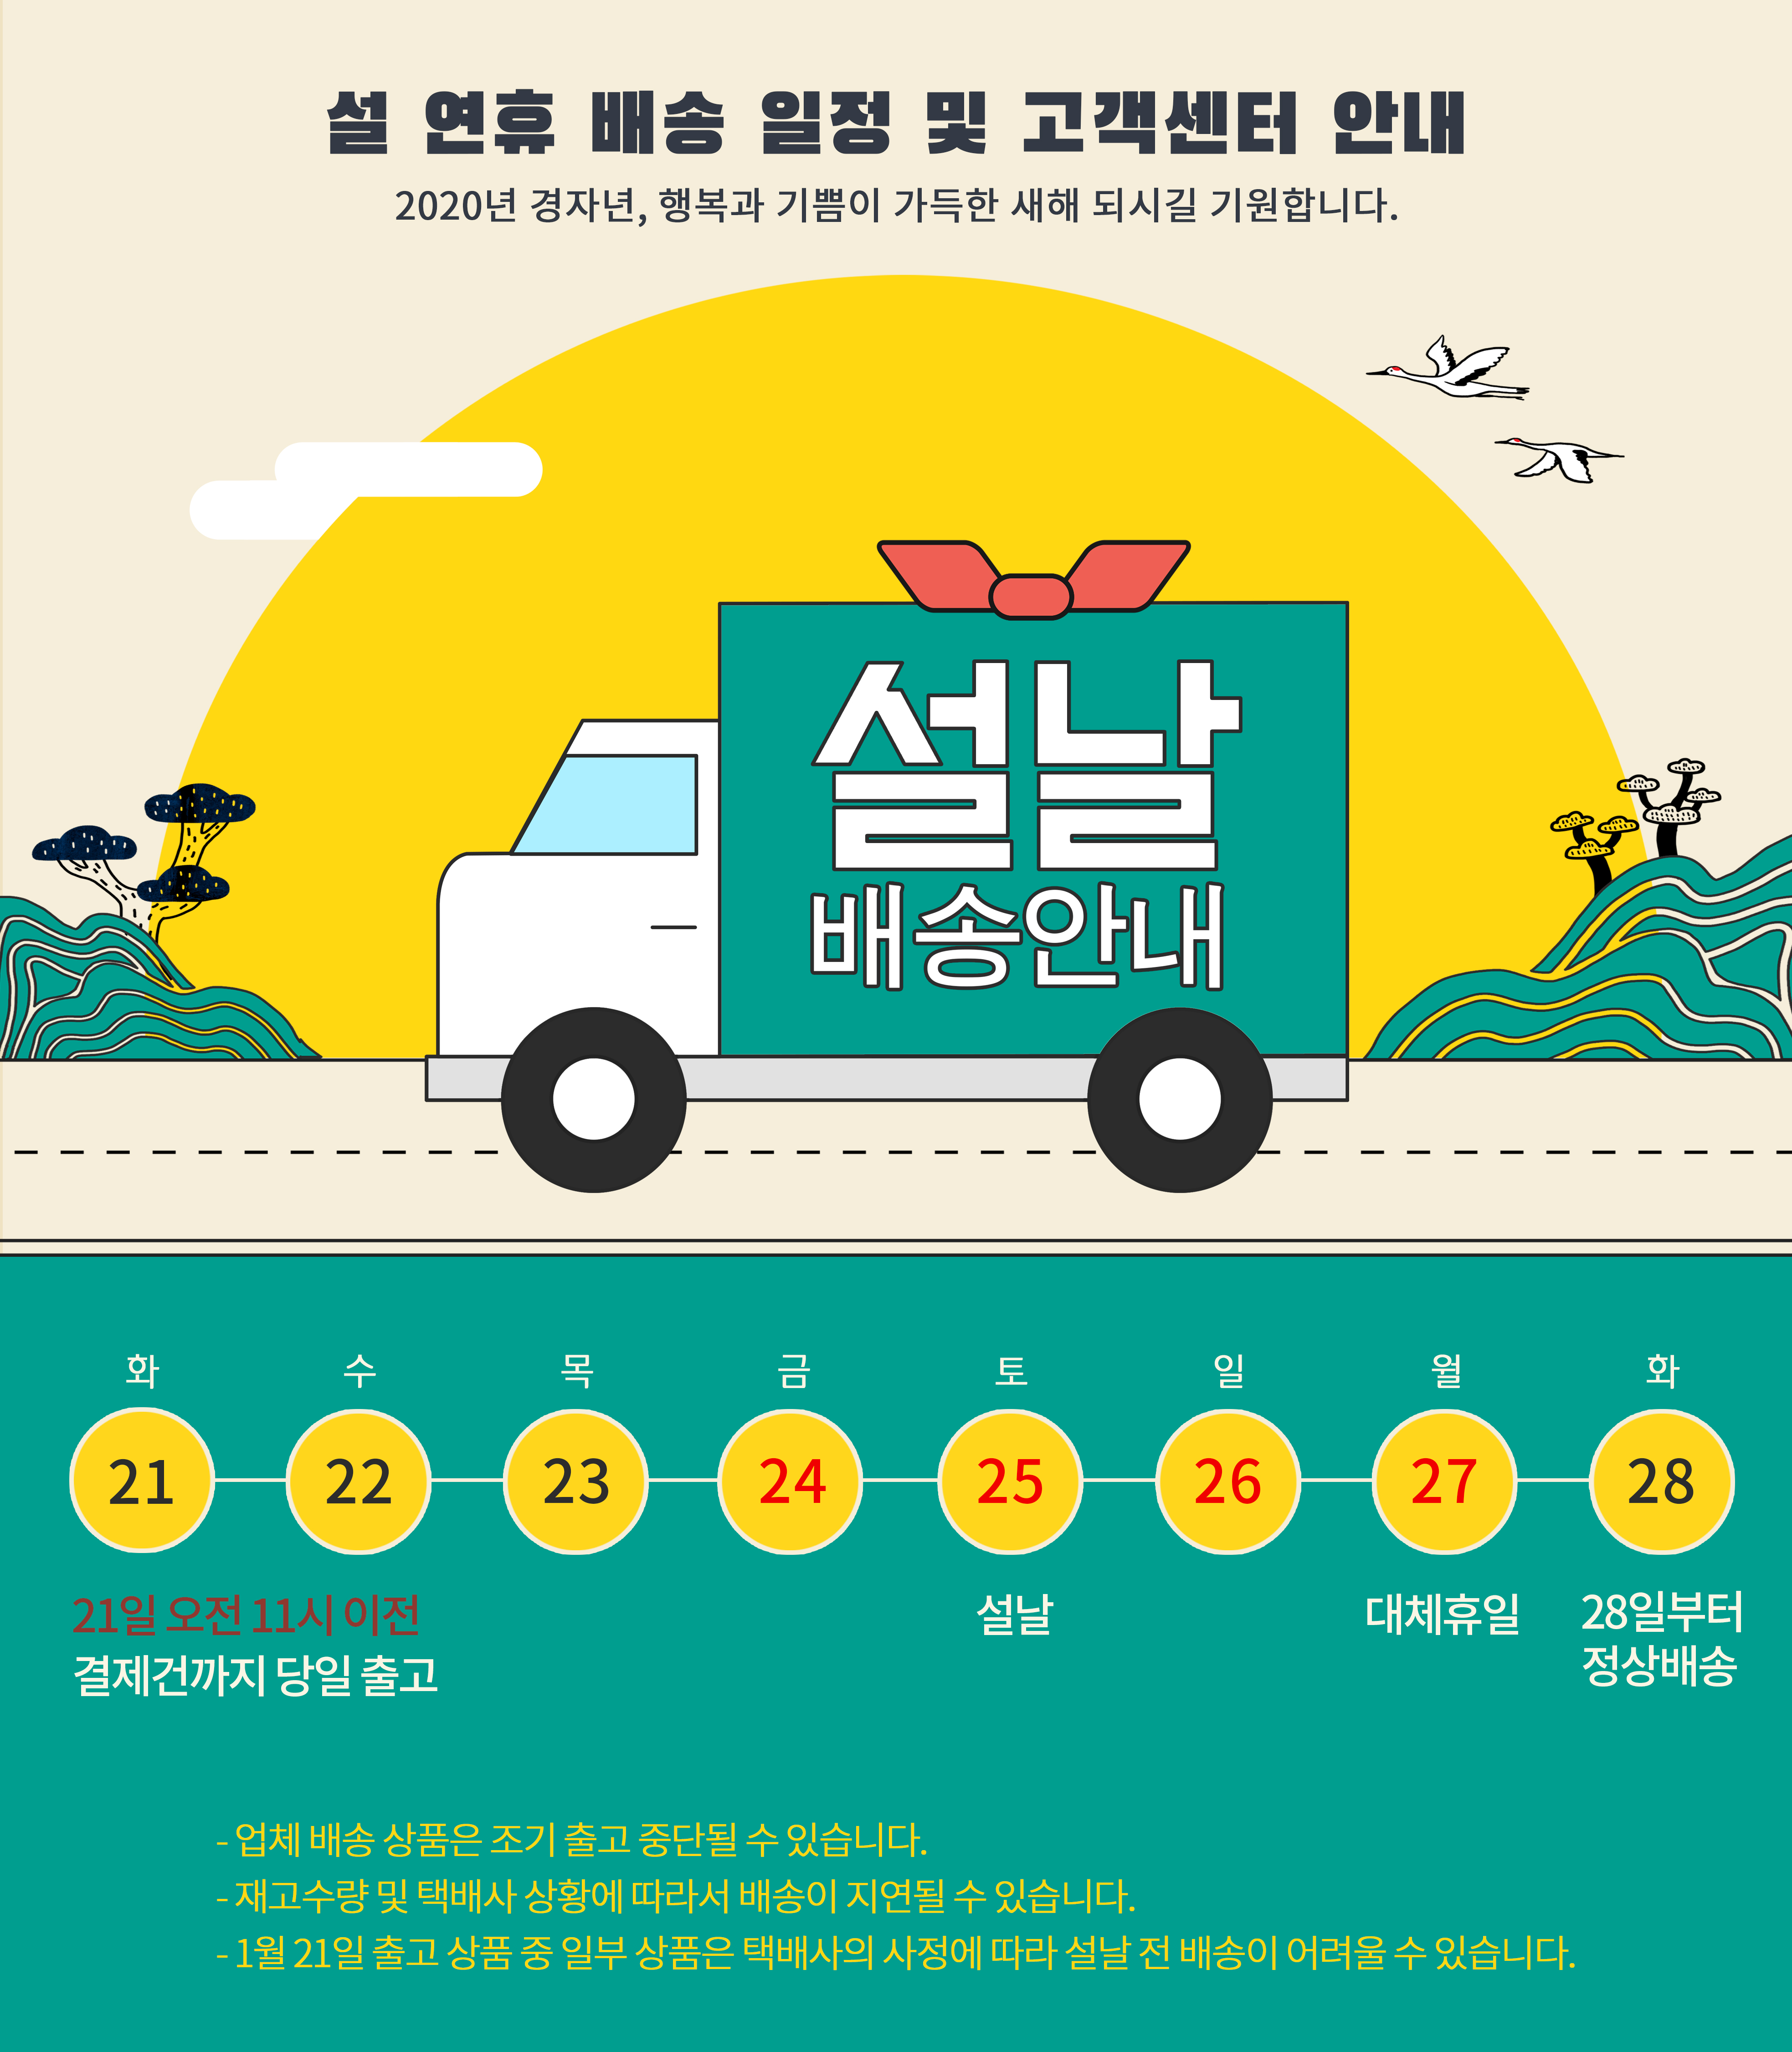 설 연휴 배송 일정 및 고객센터 안내
2020년 경자년, 행복과 기쁨이 가득한 새해 되시길 기원합니다.
설날
배송안내
화 수 목 금 토 일 월 화
21 22 23 24 25 26 27 28
21일 오전 11시 이전
결제건까지 당일 출고
설날
대체휴일
28일부터
정상배송
- 업체 배송 상품은 조기 출고 중단될 수 있습니다.
- 재고수량 및 택배사 상황에 따라서 배송이 지연될 수 있습니다.
- 1월 21일 출고 상품 중 일부 상품은 택배사의 사정에 따라 설날 전 배송이 어려울 수 있습니다.